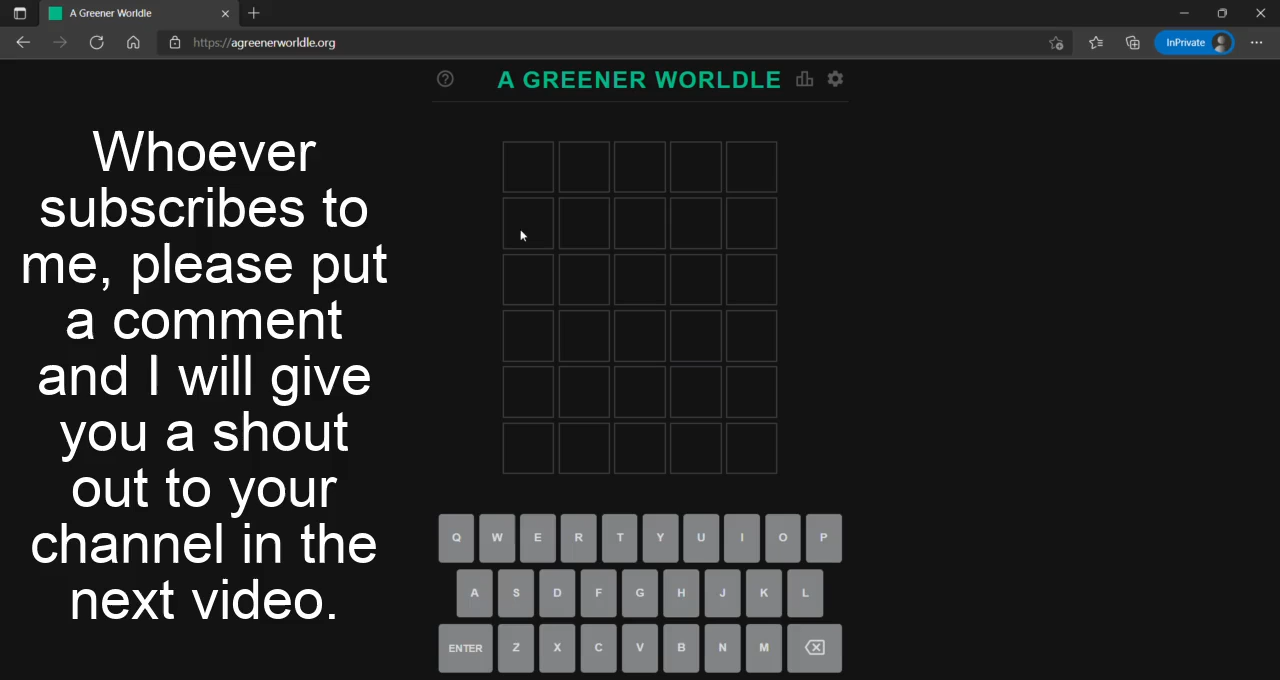 A Greener Worldle
https://agreenerworldle.org
InPrivate
A GREENER WORLDLE
Whoever
subscribes to
me, please put
a comment
and I will give
you a shout
out to your
channel in the
next video.
Q W E R T Y U I O P
A S D F G H J K L
ENTER Z X C V B N M